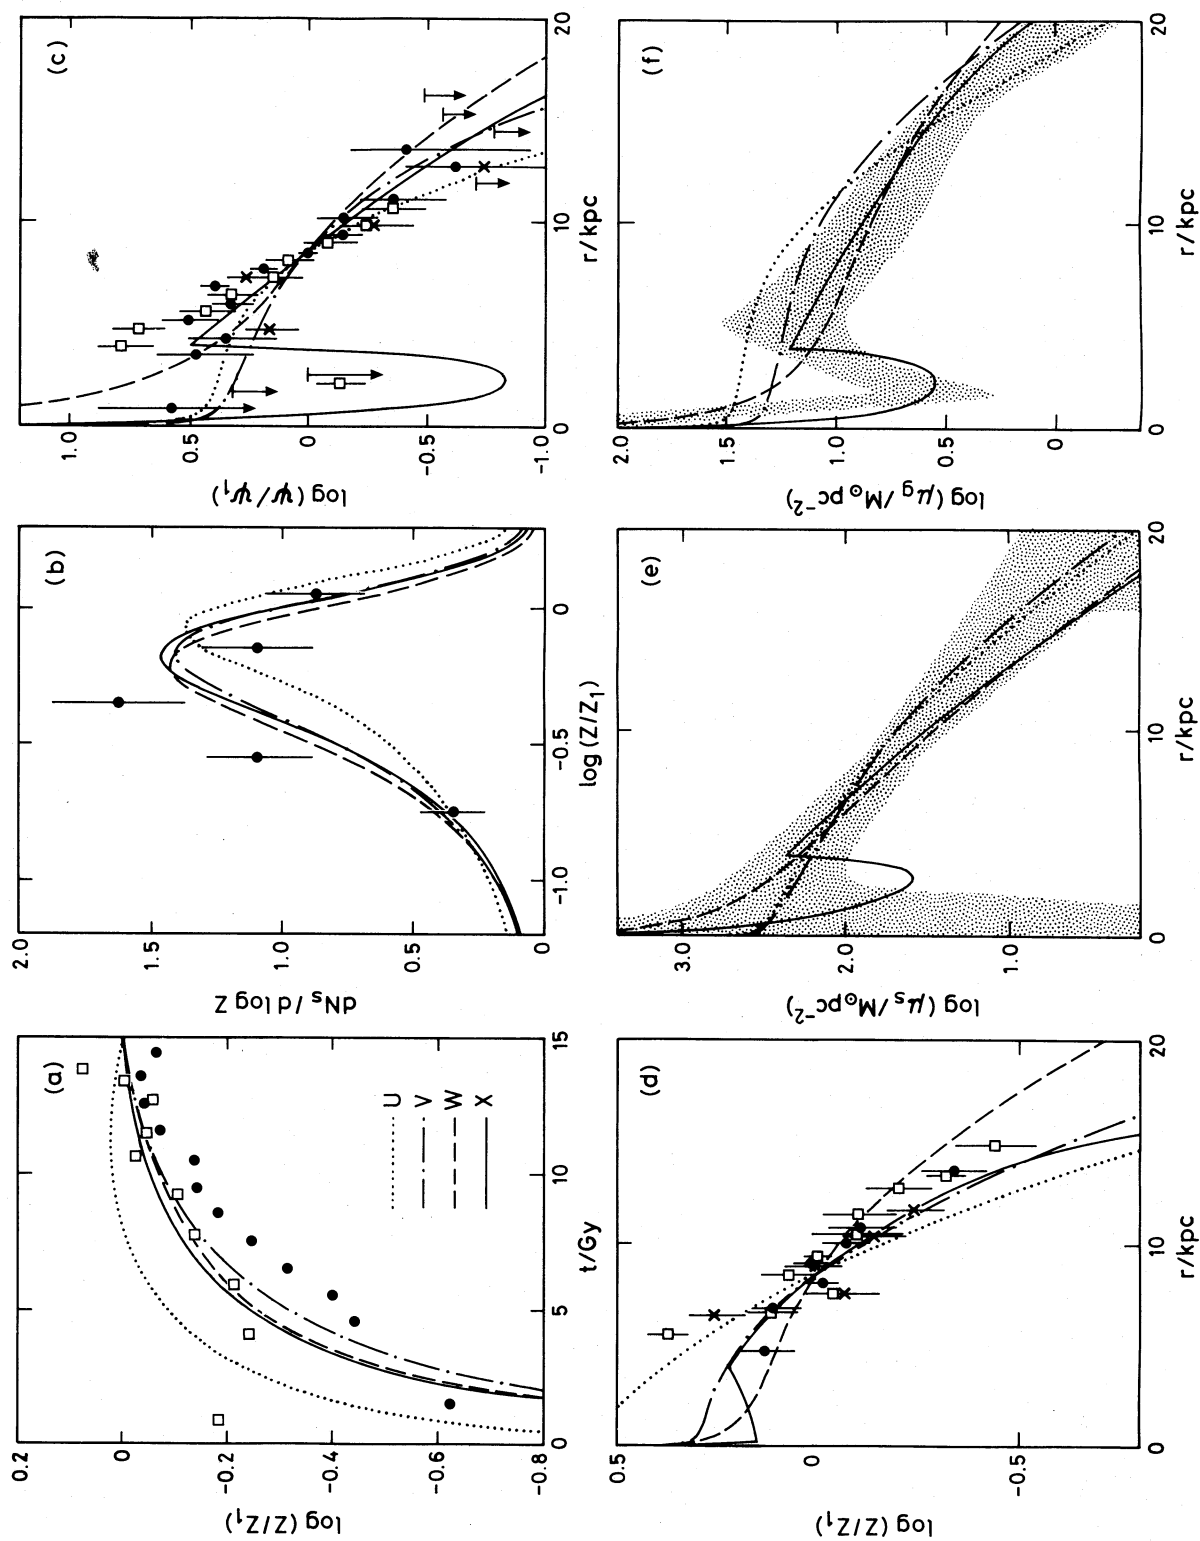 (a)
log (Z/Z₁)
0.2
0
-0.2
-0.4
-0.6
-0.8
U
V
W
X
0
5
10
15
t/Gy
(b)
dNₛ/d log Z
2.0
1.5
1.0
0.5
0
-1.0
-0.5
0
log (Z/Z₁)
(c)
log (ψ/ψ₁)
1.0
0.5
0
-0.5
-1.0
0
10
20
r/kpc
(d)
log (Z/Z₁)
0.5
0
-0.5
0
10
20
r/kpc
(e)
log (μₛ/M⊙pc⁻²)
3.0
2.0
1.0
0
10
20
r/kpc
(f)
log (μg/M⊙pc⁻²)
2.0
1.5
1.0
0.5
0
0
10
20
r/kpc